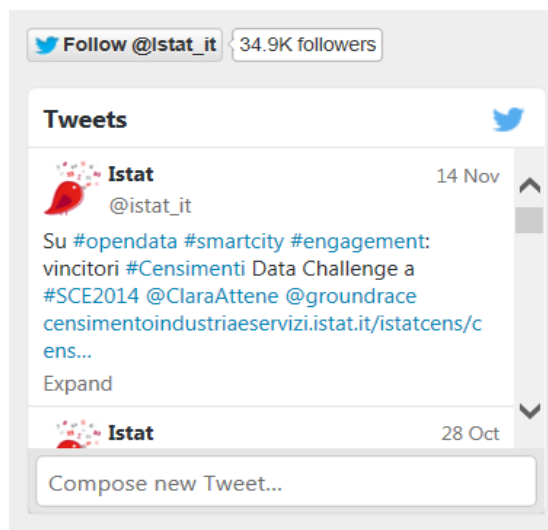 Follow @Istat_it 34.9K followers
Tweets
Istat 14 Nov
@istat_it
Su #opendata #smartcity #engagement:
vincitori #Censimenti Data Challenge a
#SCE2014 @ClaraAttene @groundrace
censimentoindustriaeservizi.istat.it/istatcens/c
ens...
Expand
Istat 28 Oct
Compose new Tweet...